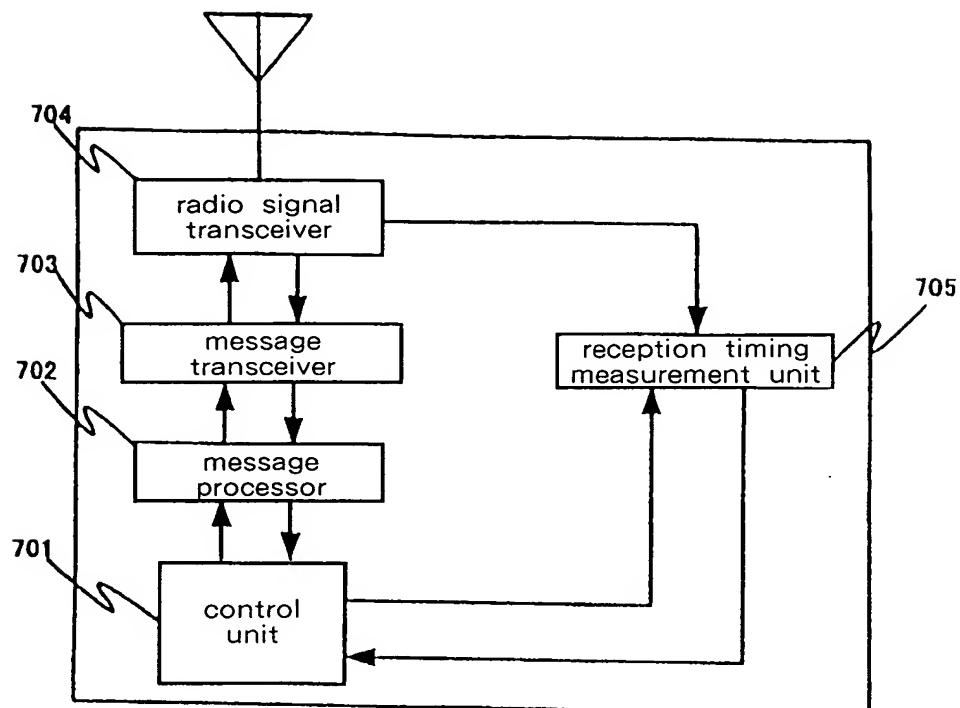 704
radio signal
transceiver
703
message
transceiver
705
reception timing
measurement unit
702
message
processor
701
control
unit